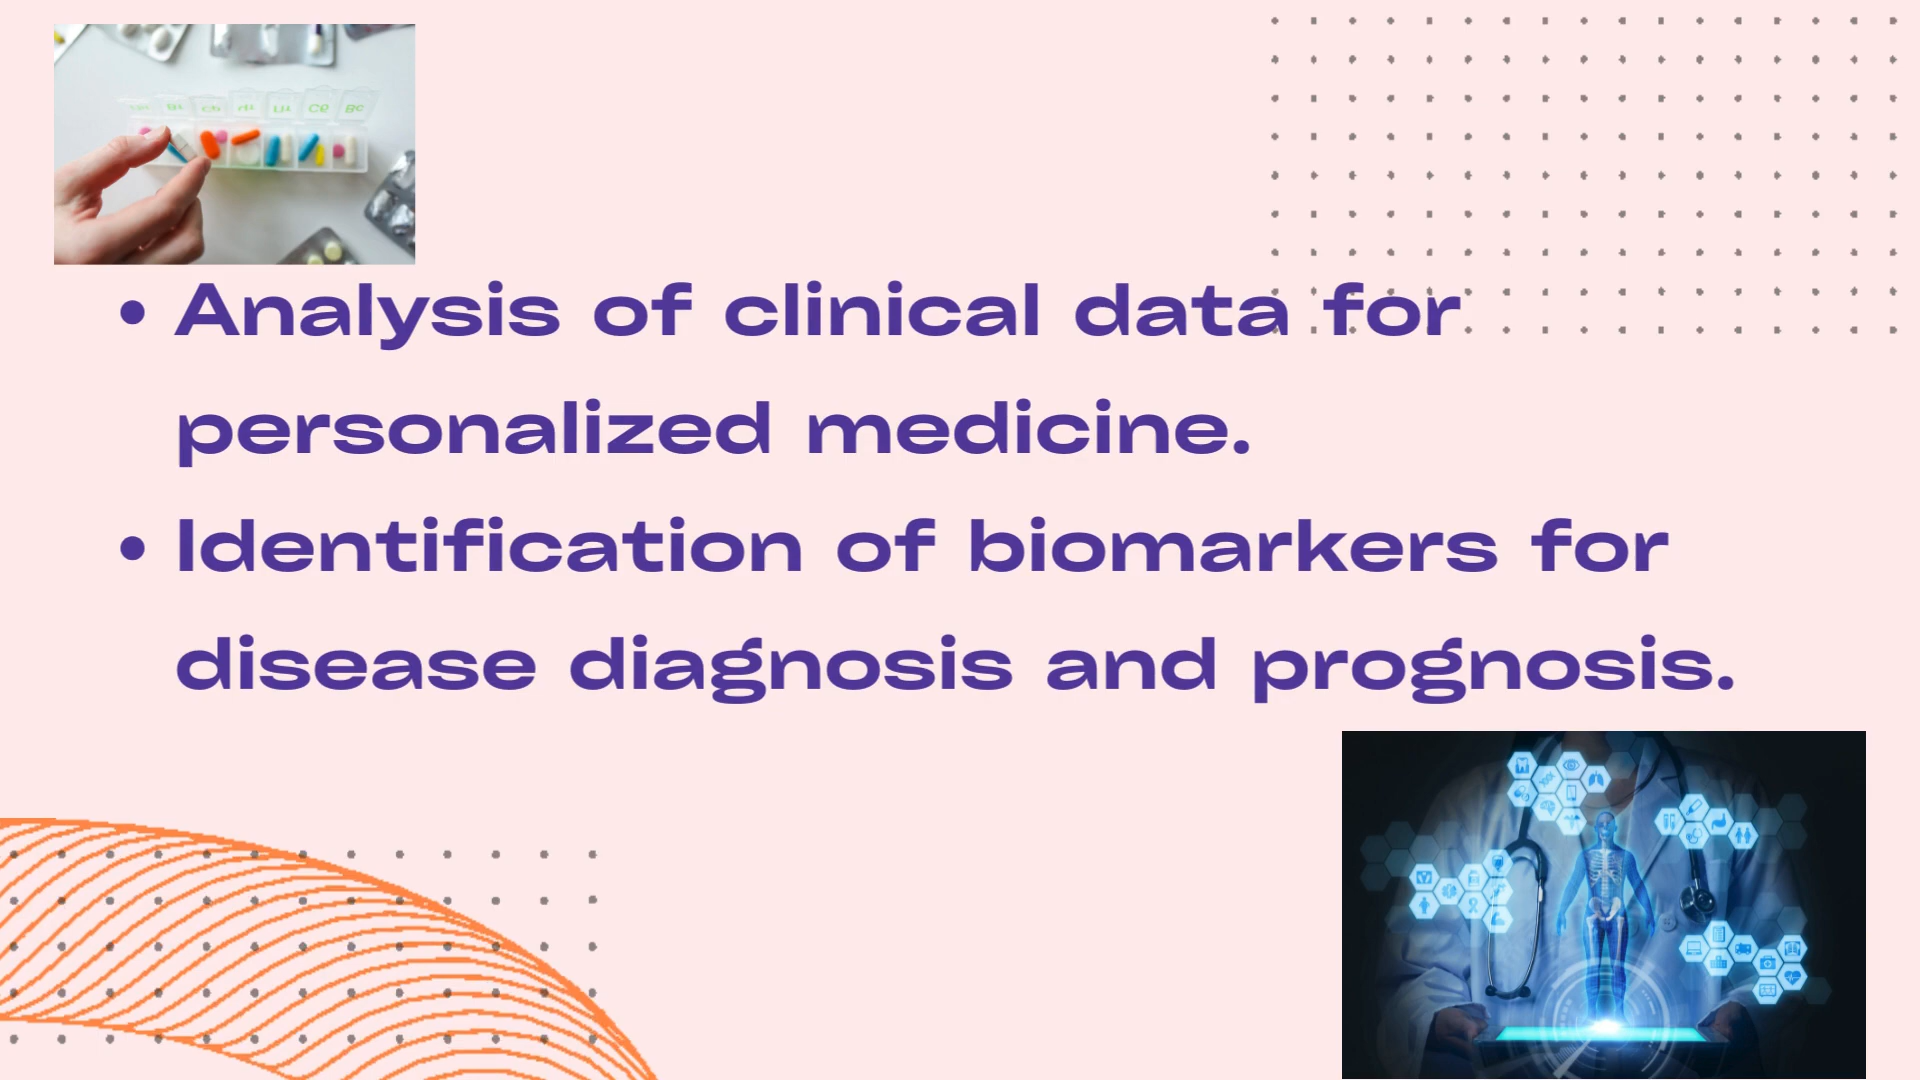 • Analysis of clinical data for
personalized medicine.
• Identification of biomarkers for
disease diagnosis and prognosis.